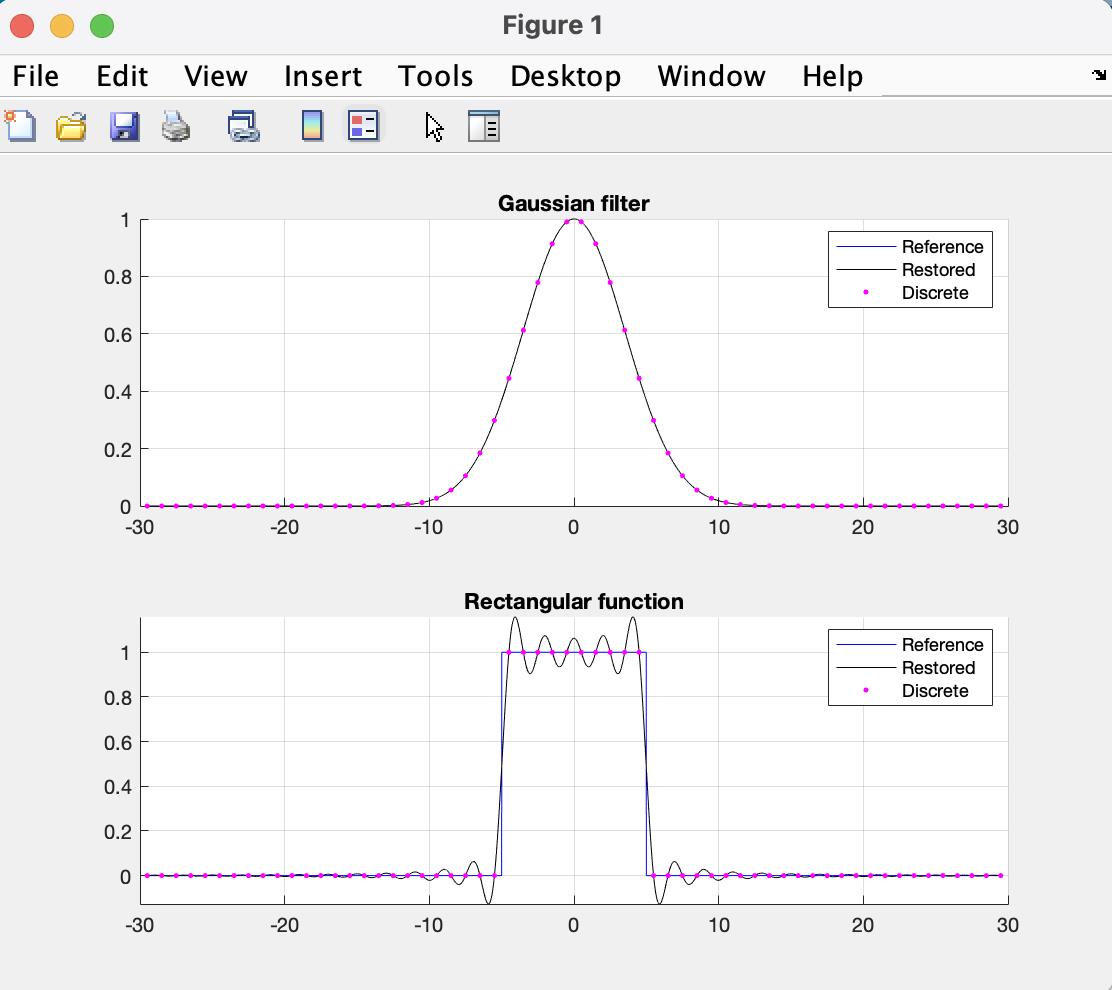 Figure 1
File Edit View Insert Tools Desktop Window Help
Gaussian filter
1
0.8
0.6
0.4
0.2
0
-30 -20 -10 0 10 20 30
Reference
Restored
Discrete
Rectangular function
1
0.8
0.6
0.4
0.2
0
-30 -20 -10 0 10 20 30
Reference
Restored
Discrete